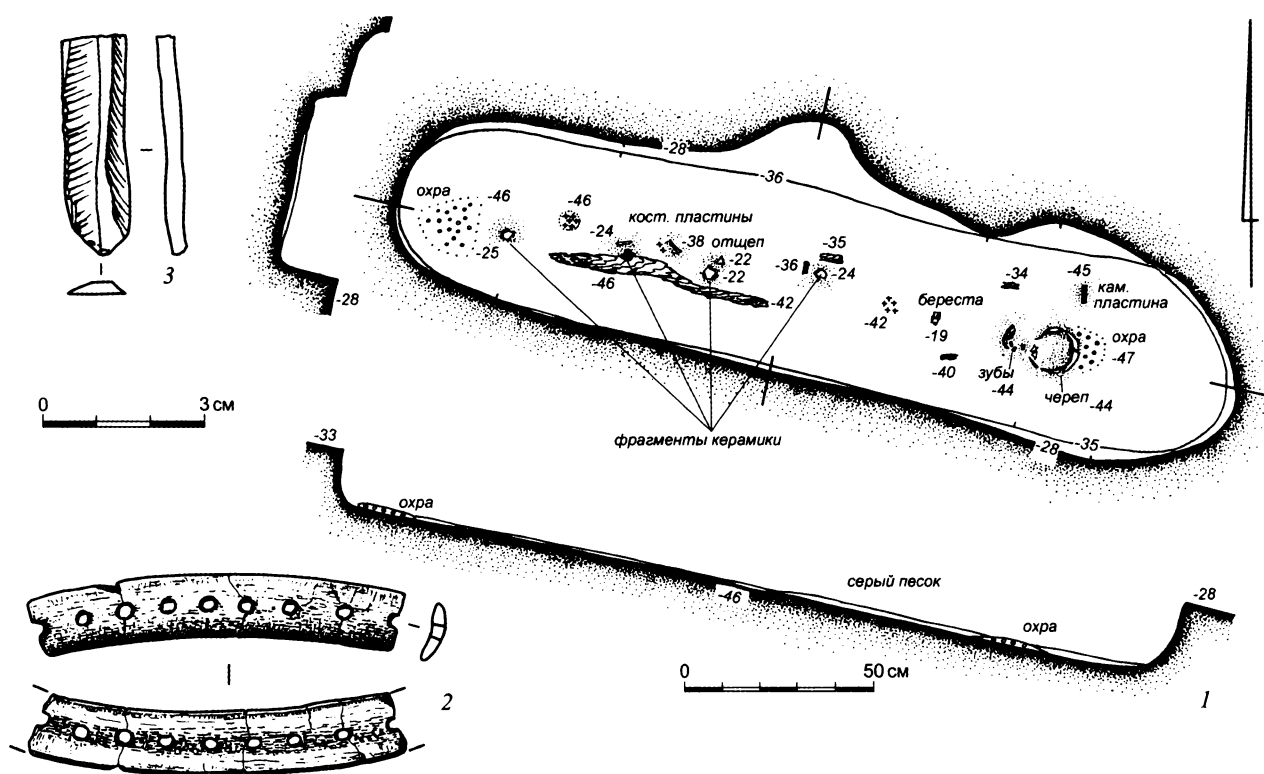 3
-28
0
3 см
-28
-36
охра
-46
-46
-25
-24
кост. пластины
-38
отщеп
-22
-22
-46
-42
-36
-35
-24
-42
береста
-19
-40
-34
-45
кам.
пластина
охра
-47
зубы
-44
череп
-44
-28
-35
фрагменты керамики
-33
охра
-46
серый песок
охра
-28
0
50 см
1
2